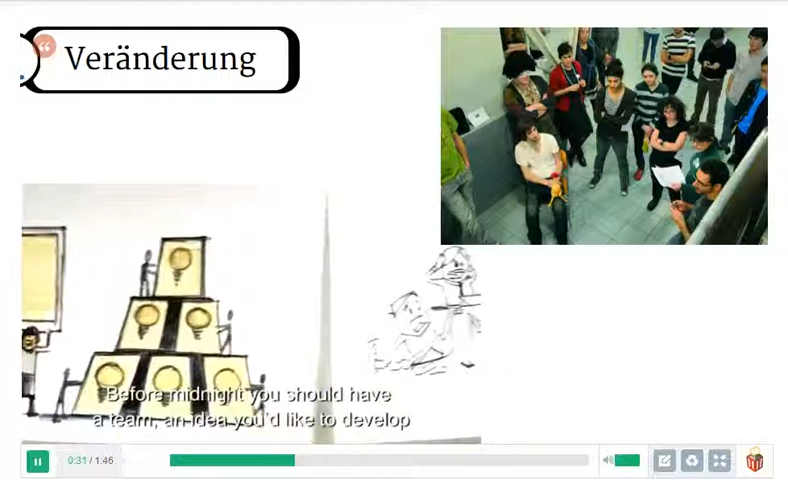 Veränderung
Before midnight you should have
a team, an idea you'd like to develop
0:31 / 1:46